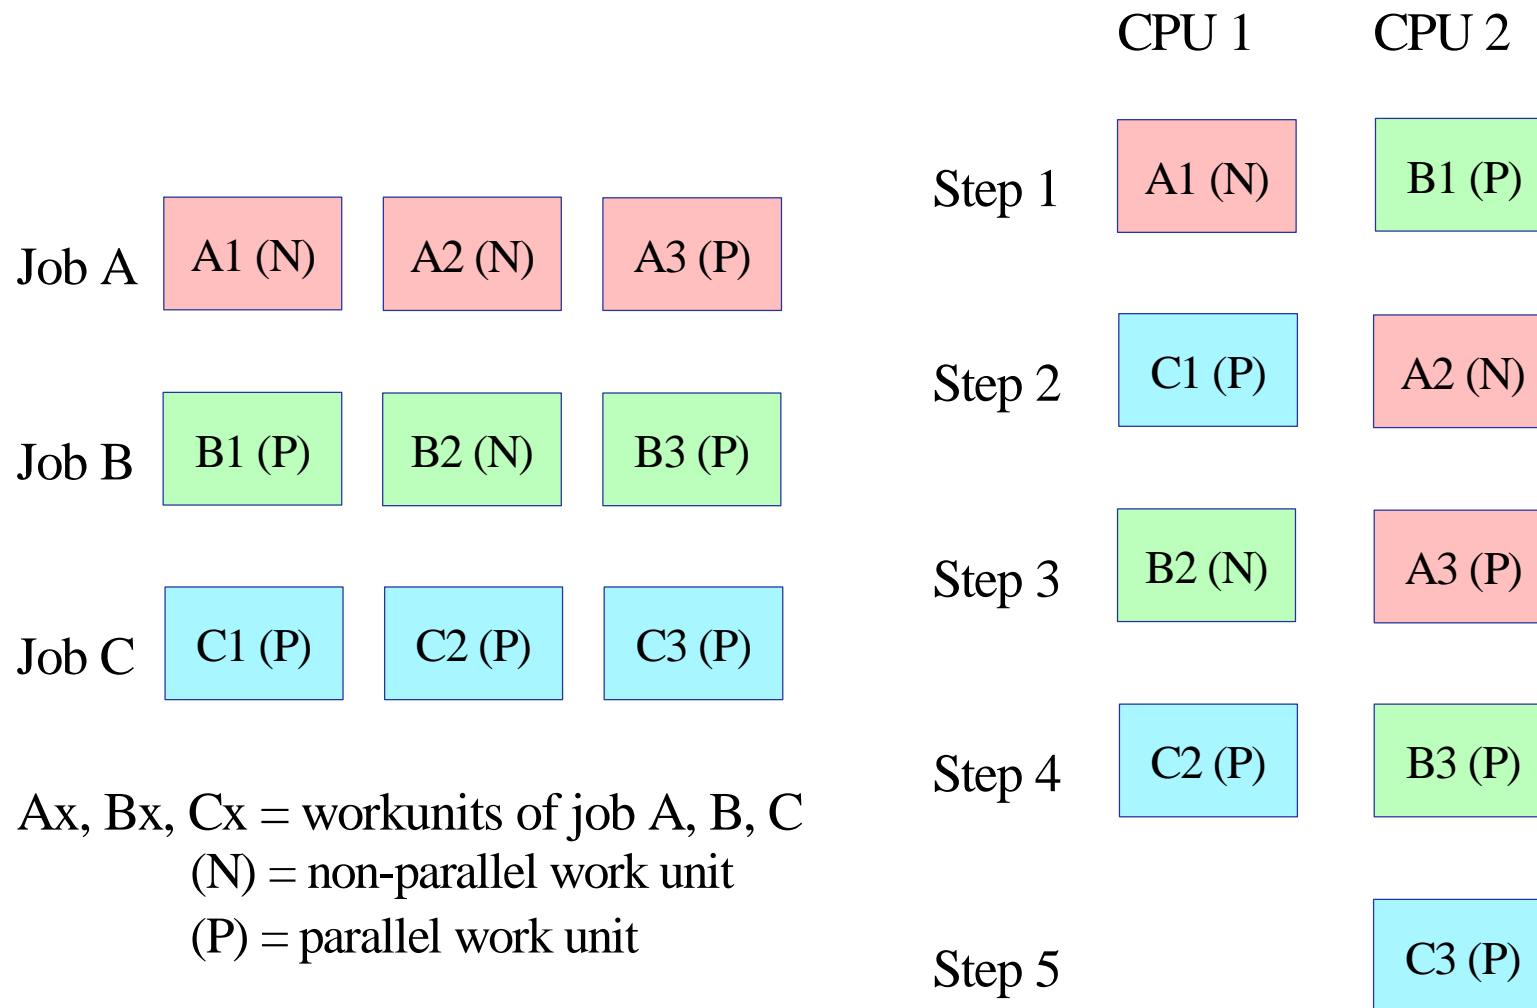 CPU 1 CPU 2
Step 1 A1 (N) B1 (P)
Job A A1 (N) A2 (N) A3 (P)
Step 2 C1 (P) A2 (N)
Job B B1 (P) B2 (N) B3 (P)
Step 3 B2 (N) A3 (P)
Job C C1 (P) C2 (P) C3 (P)
Step 4 C2 (P) B3 (P)
Ax, Bx, Cx = workunits of job A, B, C
(N) = non-parallel work unit
(P) = parallel work unit
Step 5 C3 (P)